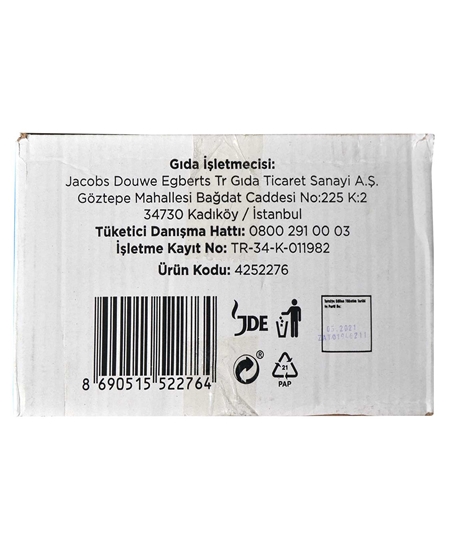 Gıda İşletmecisi:
Jacobs Douwe Egberts Tr Gıda Ticaret Sanayi A.Ş.
Göztepe Mahallesi Bağdat Caddesi No:225 K:2
34730 Kadıköy / İstanbul
Tüketici Danışma Hattı: 0800 291 00 03
İşletme Kayıt No: TR-34-K-011982
Ürün Kodu: 4252276
JDE
8 690515 522764
®
21
PAP